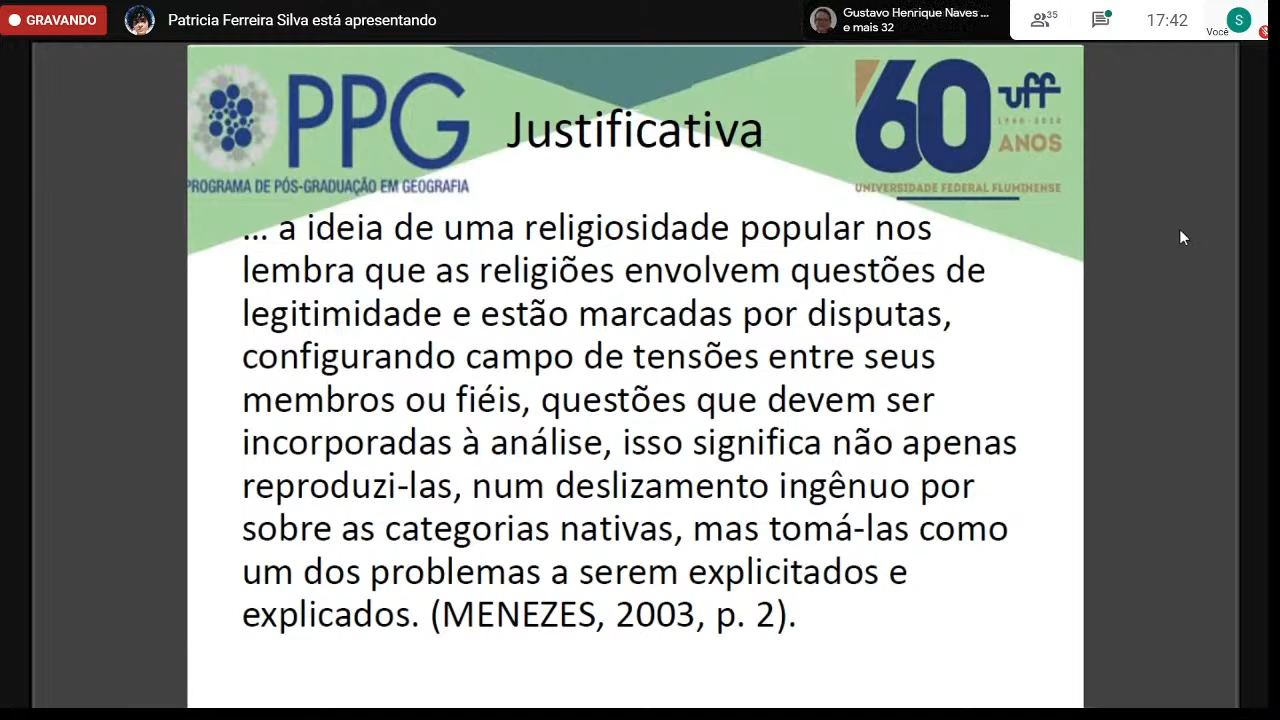 GRAVANDO
Patricia Ferreira Silva está apresentando
Gustavo Henrique Naves ...
e mais 32
35
17:42
Você
S
PPG
PROGRAMA DE PÓS-GRADUAÇÃO EM GEOGRAFIA
Justificativa
60
uff
ANOS
UNIVERSIDADE FEDERAL FLUMINENSE
... a ideia de uma religiosidade popular nos
lembra que as religiões envolvem questões de
legitimidade e estão marcadas por disputas,
configurando campo de tensões entre seus
membros ou fiéis, questões que devem ser
incorporadas à análise, isso significa não apenas
reproduzi-las, num deslizamento ingênuo por
sobre as categorias nativas, mas tomá-las como
um dos problemas a serem explicitados e
explicados. (MENEZES, 2003, p. 2).